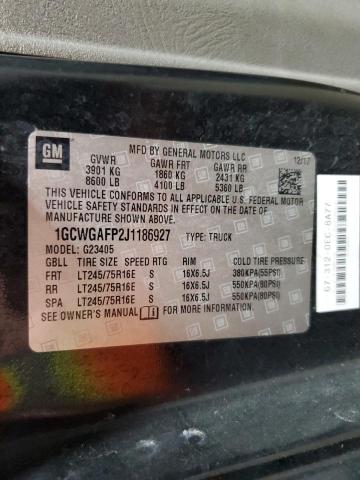 GM
MFD BY GENERAL MOTORS LLC
12/17
GVWR GAWR FRT GAWR RR
3901 KG 1860 KG 2431 KG
8600 LB 4100 LB 5360 LB
THIS VEHICLE CONFORMS TO ALL APPLICABLE U.S. FEDERAL MOTOR
VEHICLE SAFETY STANDARDS IN EFFECT ON THE DATE OF
MANUFACTURE SHOWN ABOVE.
1GCWGAFP2J1186927 TYPE: TRUCK
MODEL: G23405
GBLL TIRE SIZE SPEED RTG RIM COLD TIRE PRESSURE
FRT LT245/75R16E S 16X6.5J 380KPA(55PSI)
RR LT245/75R16E S 16X6.5J 550KPA(80PSI)
SPA LT245/75R16E S 16X6.5J 550KPA(80PSI)
SEE OWNER'S MANUAL FOR MORE INFORMATION.